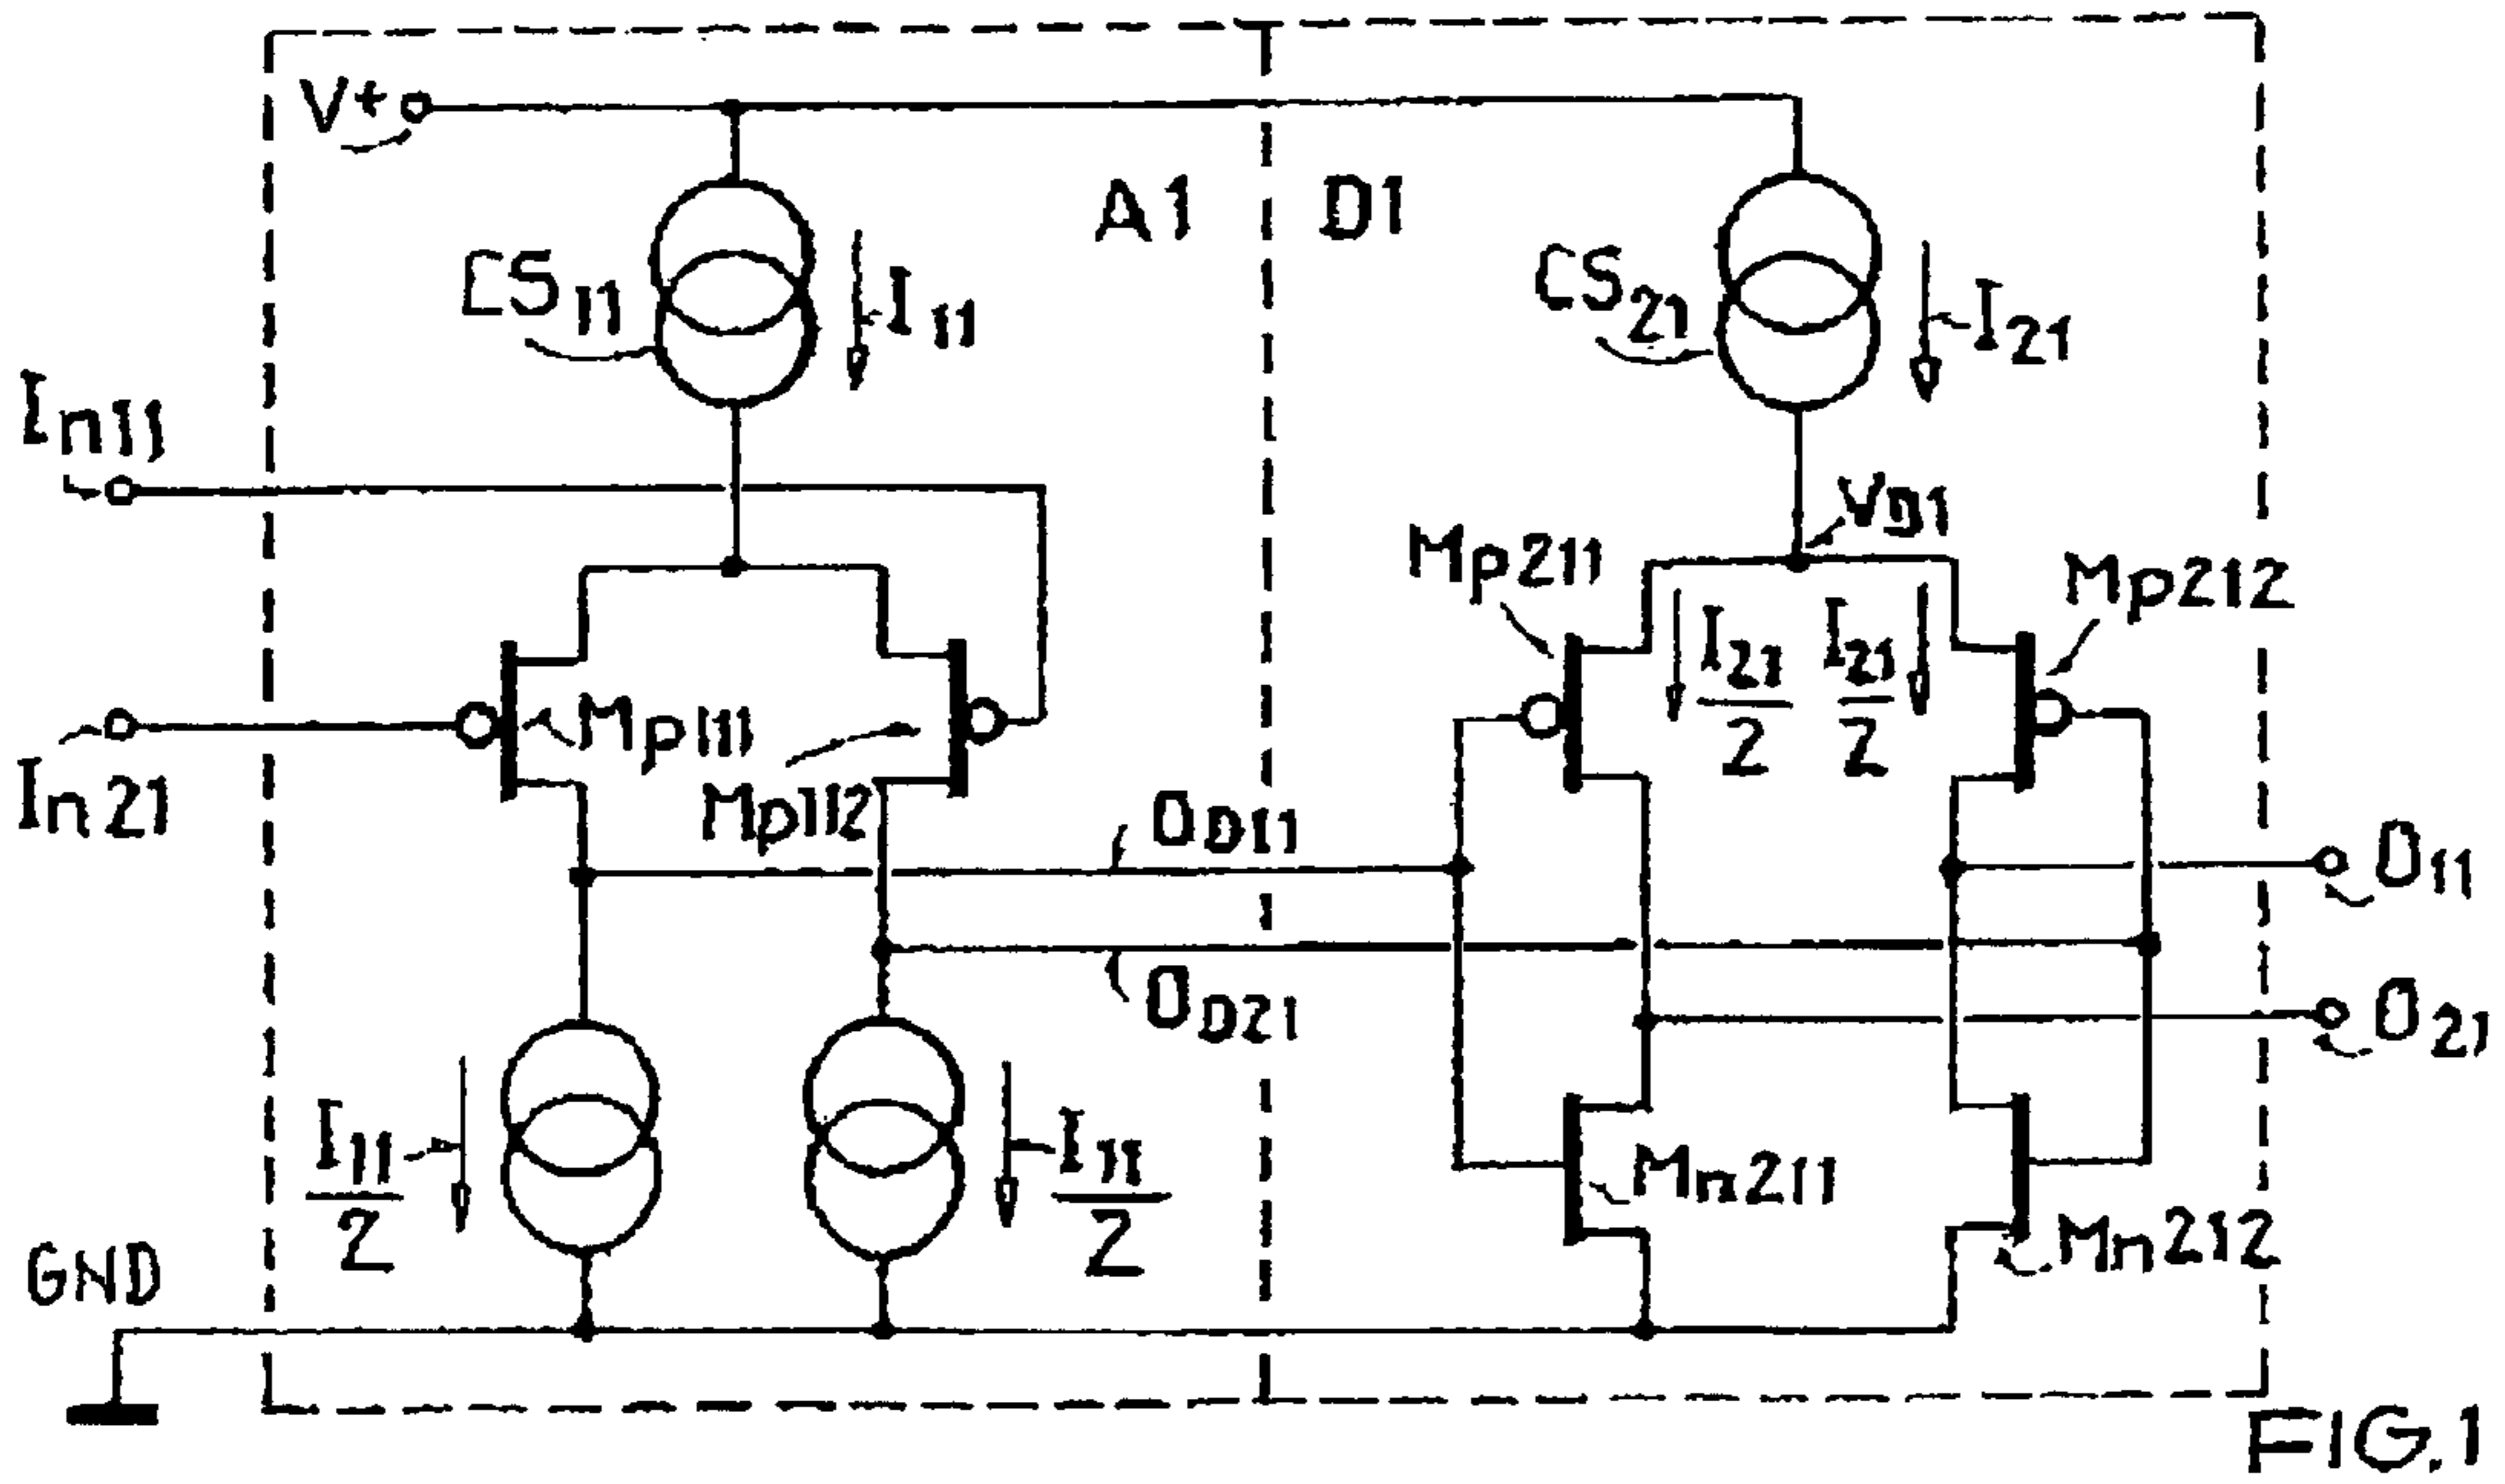 V+
A1
D1
CS11
I11
CS21
I21
In11
VD1
Mp211
Mp212
I21
2
I21
2
Mp111
Mp112
In21
OD11
O11
OD21
O21
I11
2
I11
2
Mn211
Mn212
GND
FIG.1